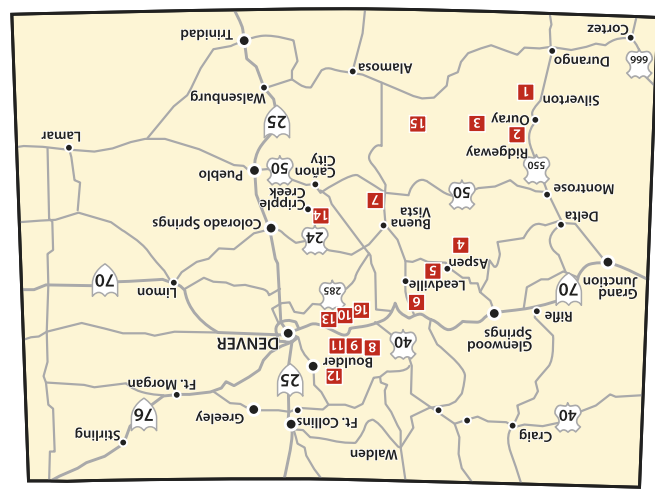 Walden
Craig
40
Ft. Collins
Greeley
25
76
Stirling
Ft. Morgan
12
Boulder
8
9
11
40
DENVER
Rifle
Glenwood
Springs
16
10
13
285
6
Leadville
5
Aspen
4
Grand
Junction
70
Limon
70
Delta
Montrose
50
Buena
Vista
7
24
14
Cripple
Creek
Colorado Springs
550
Cañon
City
50
Pueblo
Ridgeway
2
Ouray
3
15
Lamar
25
Silverton
1
Walsenburg
666
Durango
Alamosa
Cortez
Trinidad